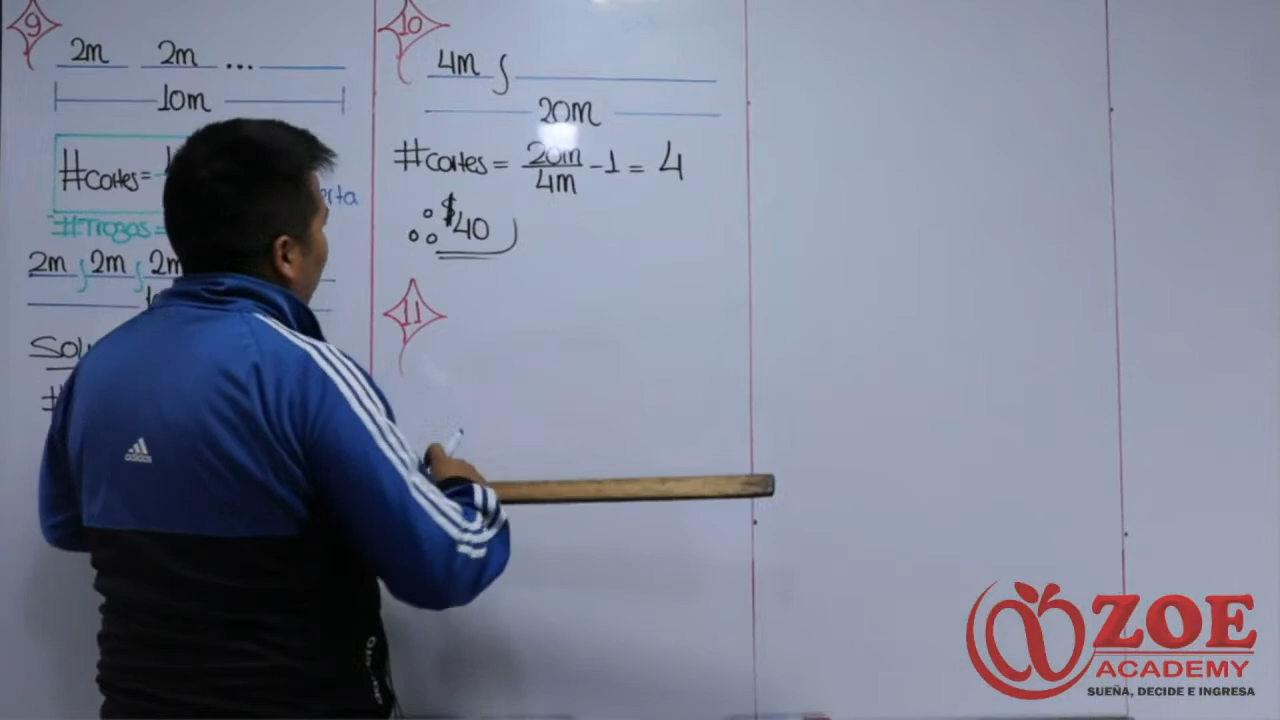 9
2m 2m ...
10m
#cortes=
#Trozos=
2m 2m 2m
10
4m
20m
#cortes = 20m/4m -1 = 4
∴ $40
11
adidas
ZOE
ACADEMY
SUEÑA, DECIDE E INGRESA